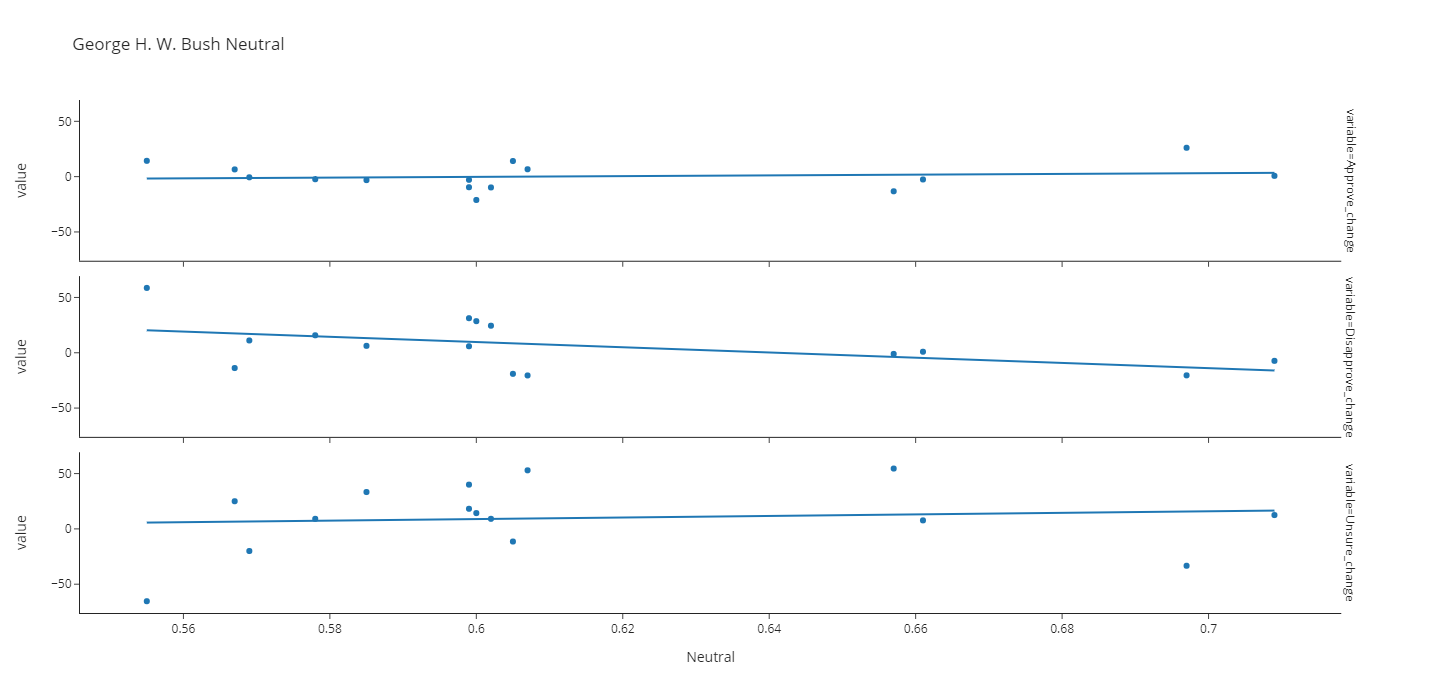 George H. W. Bush Neutral
50
0
−50
value
variable=Approve_change
50
0
−50
value
variable=Disapprove_change
50
0
−50
value
variable=Unsure_change
0.56 0.58 0.6 0.62 0.64 0.66 0.68 0.7
Neutral